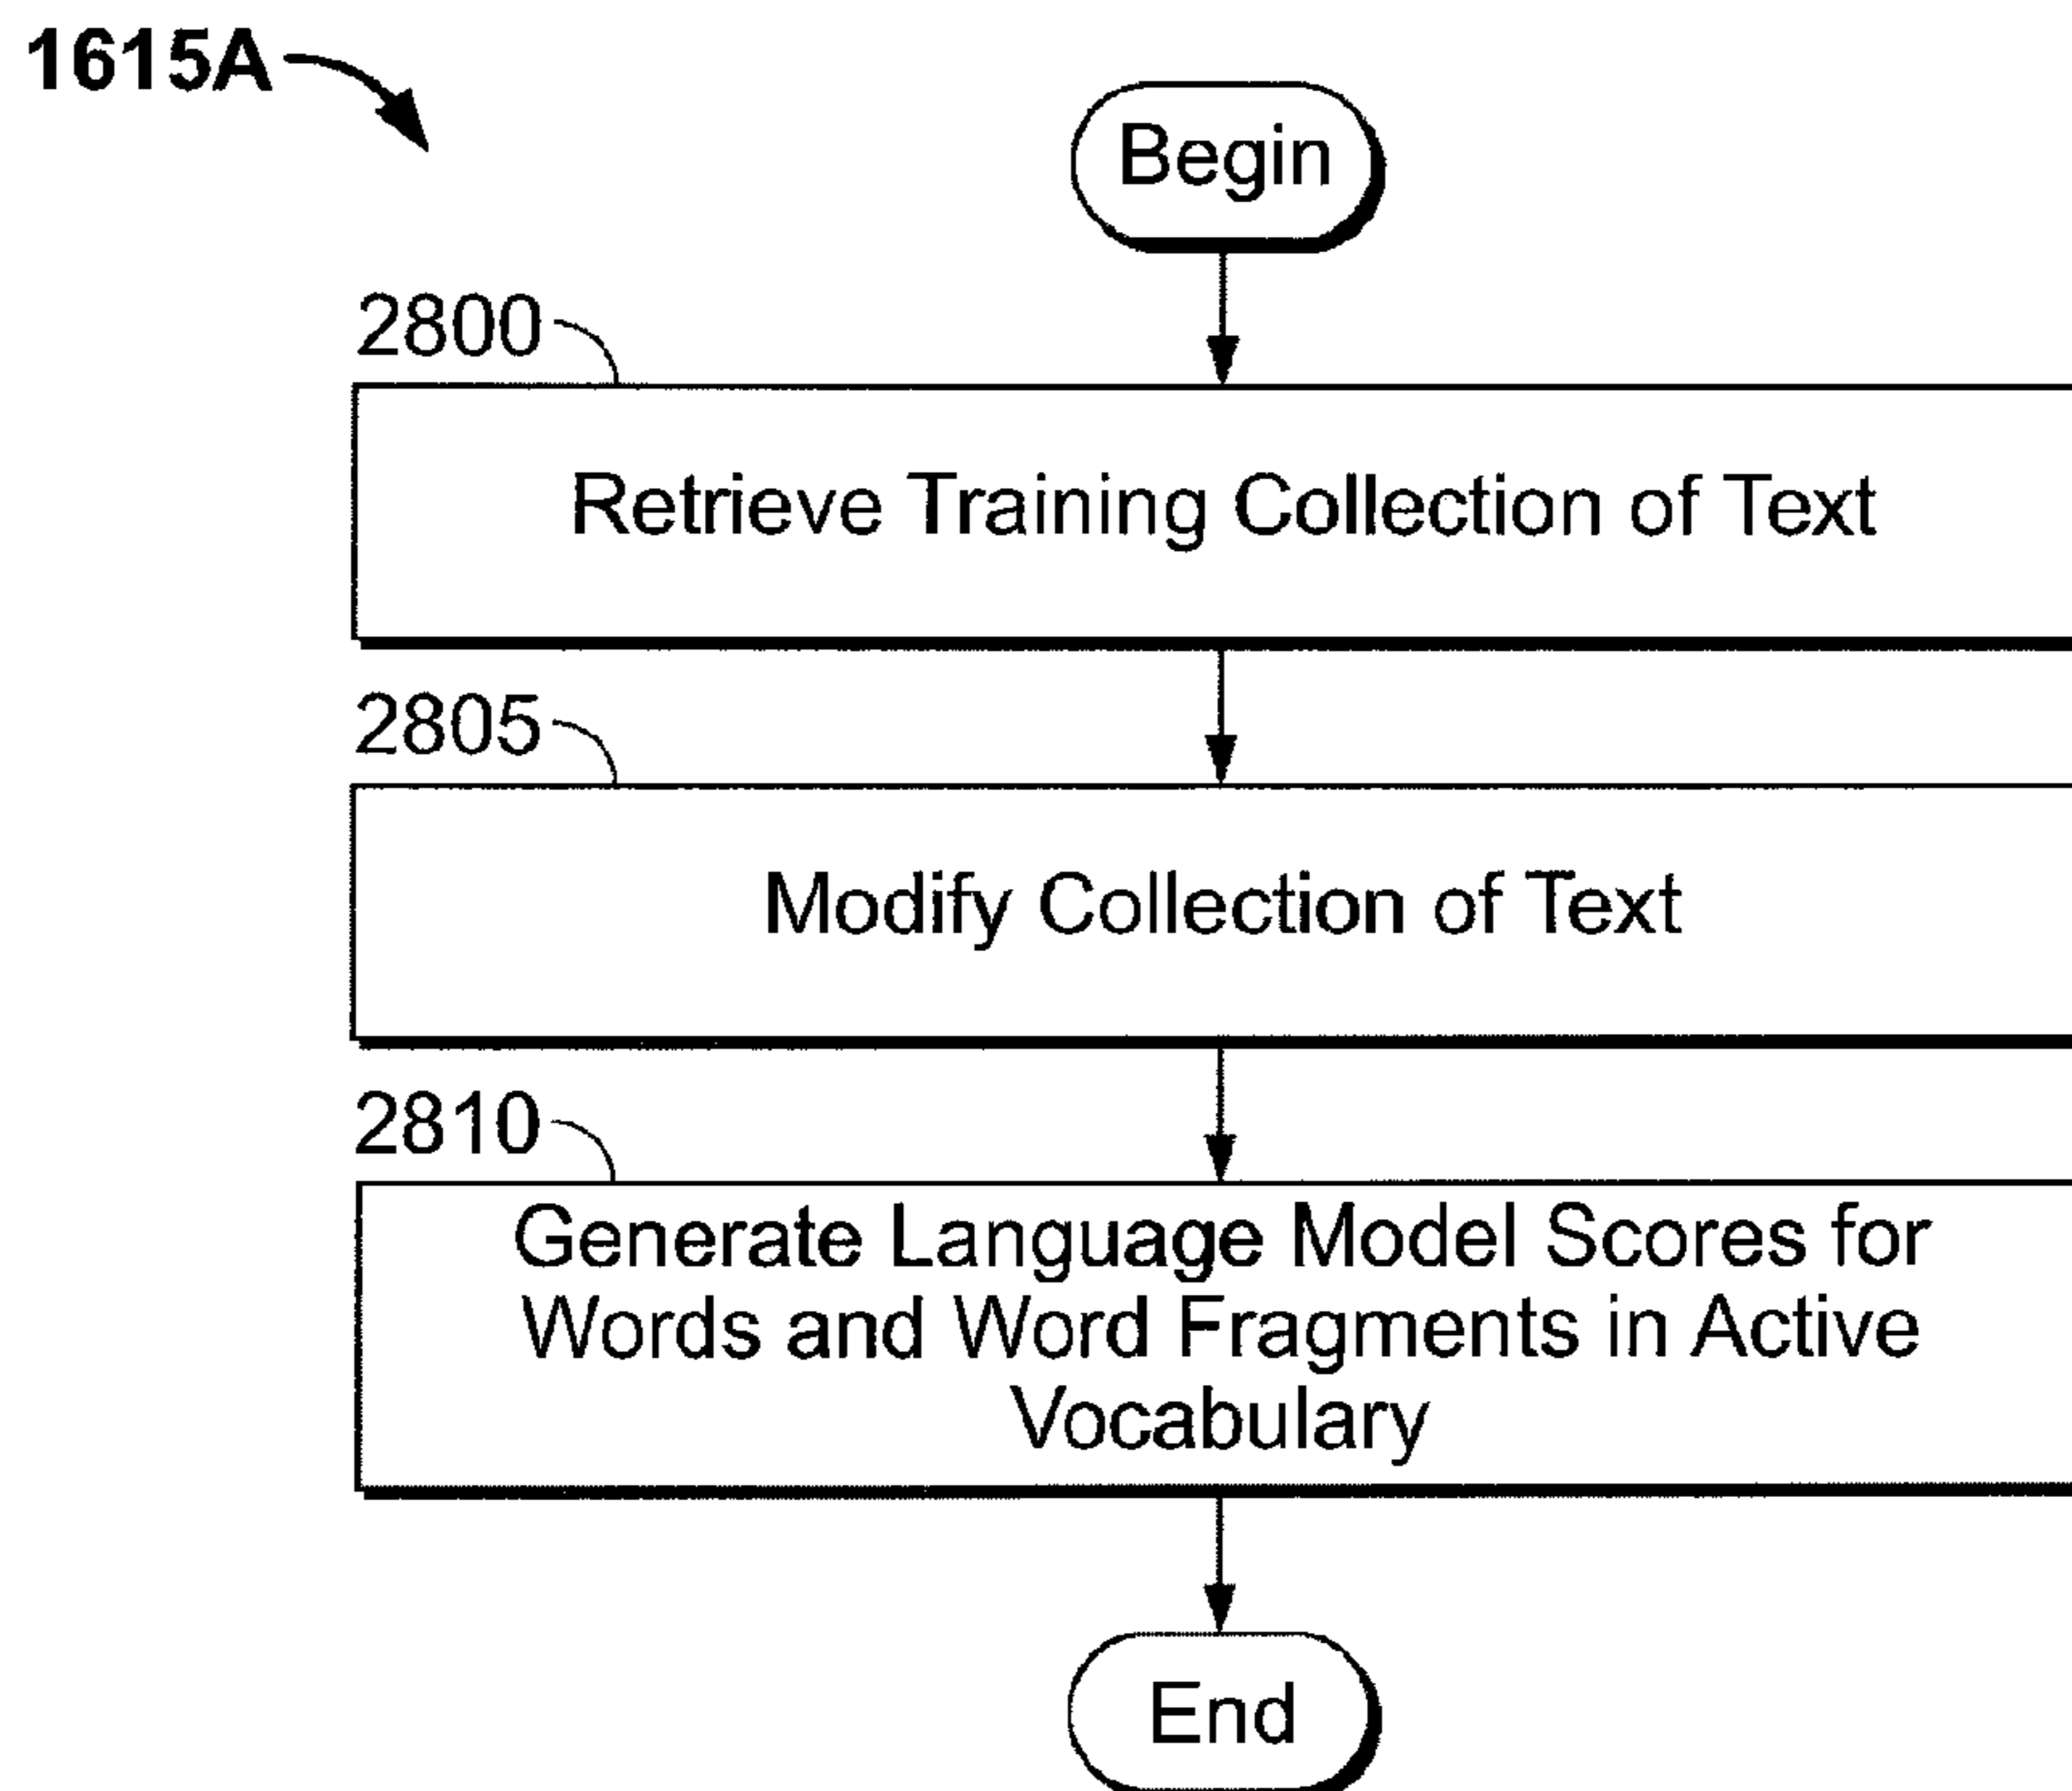 1615A
Begin
2800
Retrieve Training Collection of Text
2805
Modify Collection of Text
2810
Generate Language Model Scores for
Words and Word Fragments in Active
Vocabulary
End